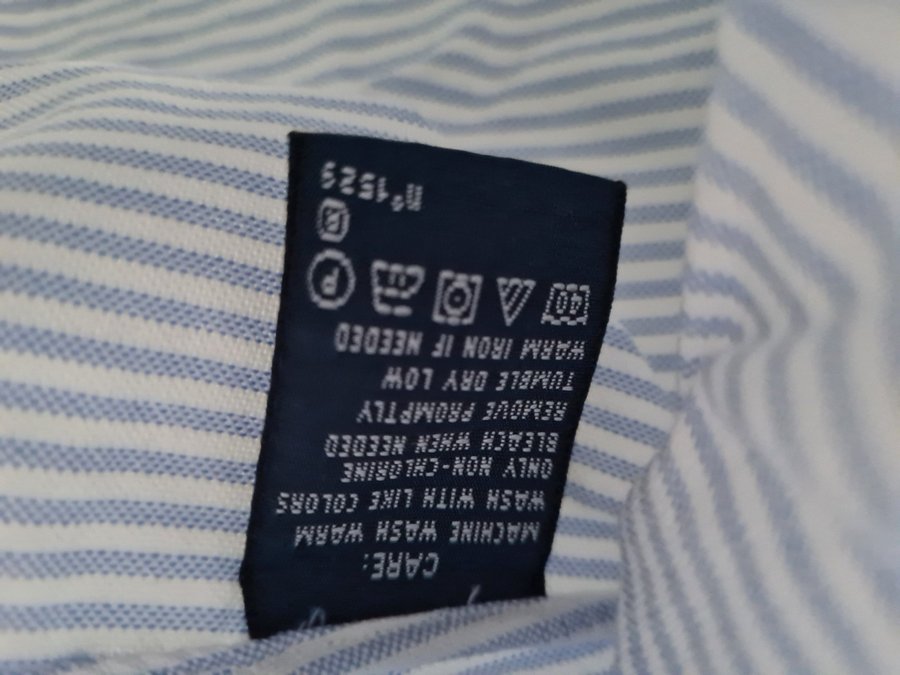 CARE:
MACHINE WASH WARM
WASH WITH LIKE COLORS
ONLY NON-CHLORINE
BLEACH WHEN NEEDED
REMOVE PROMPTLY
TUMBLE DRY LOW
WARM IRON IF NEEDED
40 P